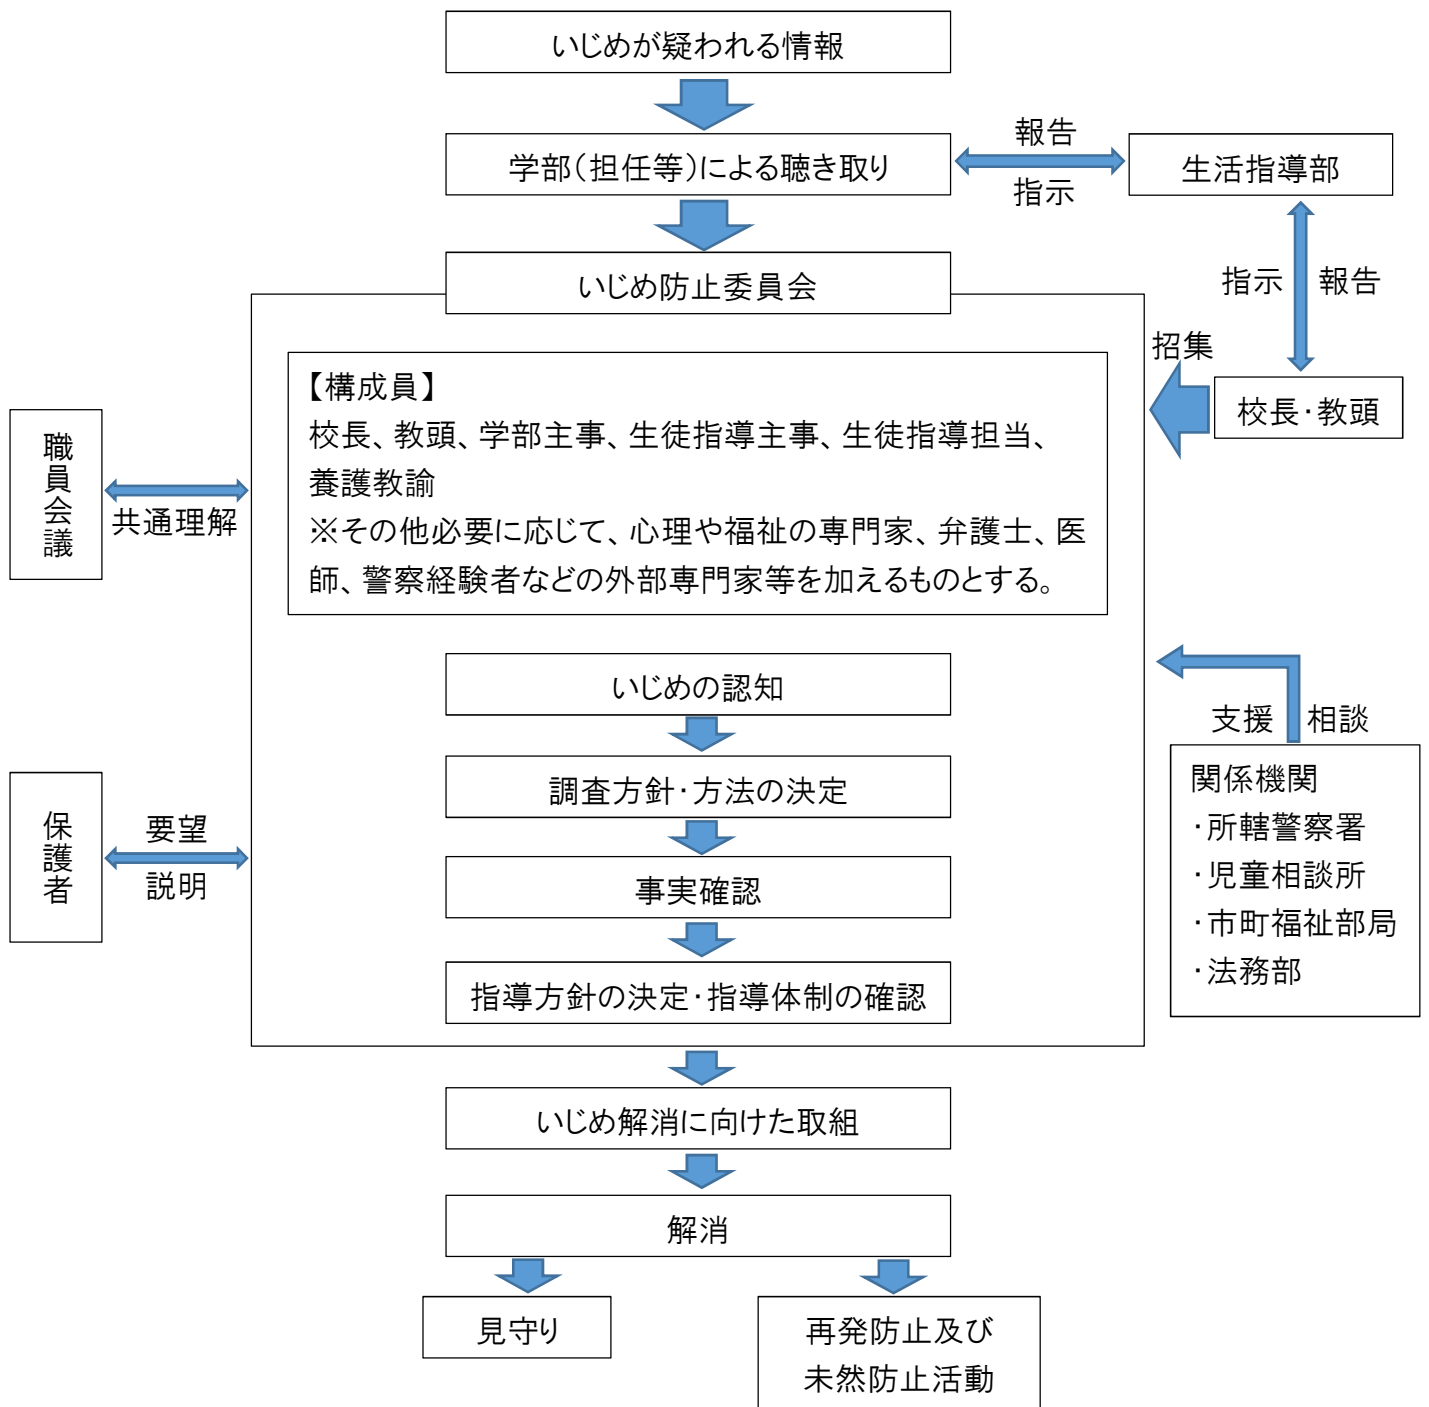 いじめが疑われる情報
学部（担任等）による聴き取り
報告
指示
生活指導部
指示
報告
招集
校長・教頭
いじめ防止委員会
【構成員】
校長、教頭、学部主事、生徒指導主事、生徒指導担当、
養護教諭
※その他必要に応じて、心理や福祉の専門家、弁護士、医
師、警察経験者などの外部専門家等を加えるものとする。
職員会議
共通理解
いじめの認知
調査方針・方法の決定
事実確認
指導方針の決定・指導体制の確認
保護者
要望
説明
支援
相談
関係機関
・所轄警察署
・児童相談所
・市町福祉部局
・法務部
いじめ解消に向けた取組
解消
見守り
再発防止及び
未然防止活動